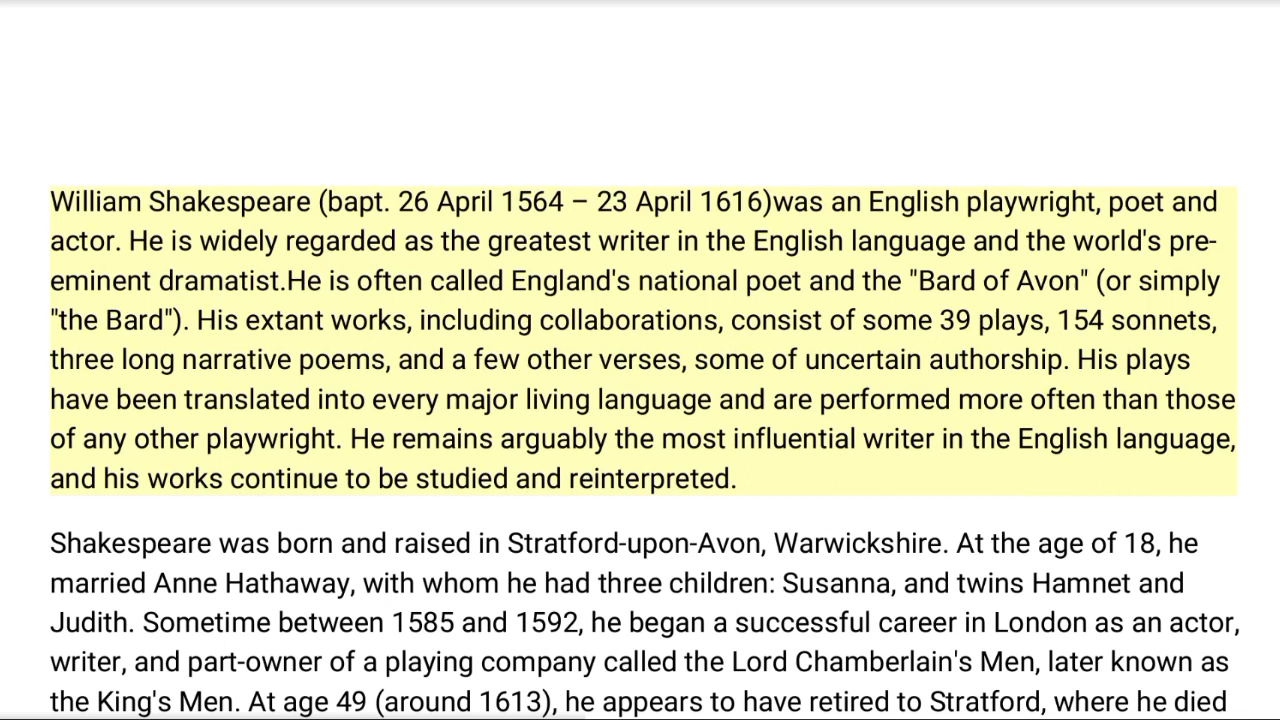 William Shakespeare (bapt. 26 April 1564 – 23 April 1616)was an English playwright, poet and
actor. He is widely regarded as the greatest writer in the English language and the world's pre-
eminent dramatist.He is often called England's national poet and the "Bard of Avon" (or simply
"the Bard"). His extant works, including collaborations, consist of some 39 plays, 154 sonnets,
three long narrative poems, and a few other verses, some of uncertain authorship. His plays
have been translated into every major living language and are performed more often than those
of any other playwright. He remains arguably the most influential writer in the English language,
and his works continue to be studied and reinterpreted.
Shakespeare was born and raised in Stratford-upon-Avon, Warwickshire. At the age of 18, he
married Anne Hathaway, with whom he had three children: Susanna, and twins Hamnet and
Judith. Sometime between 1585 and 1592, he began a successful career in London as an actor,
writer, and part-owner of a playing company called the Lord Chamberlain's Men, later known as
the King's Men. At age 49 (around 1613), he appears to have retired to Stratford, where he died